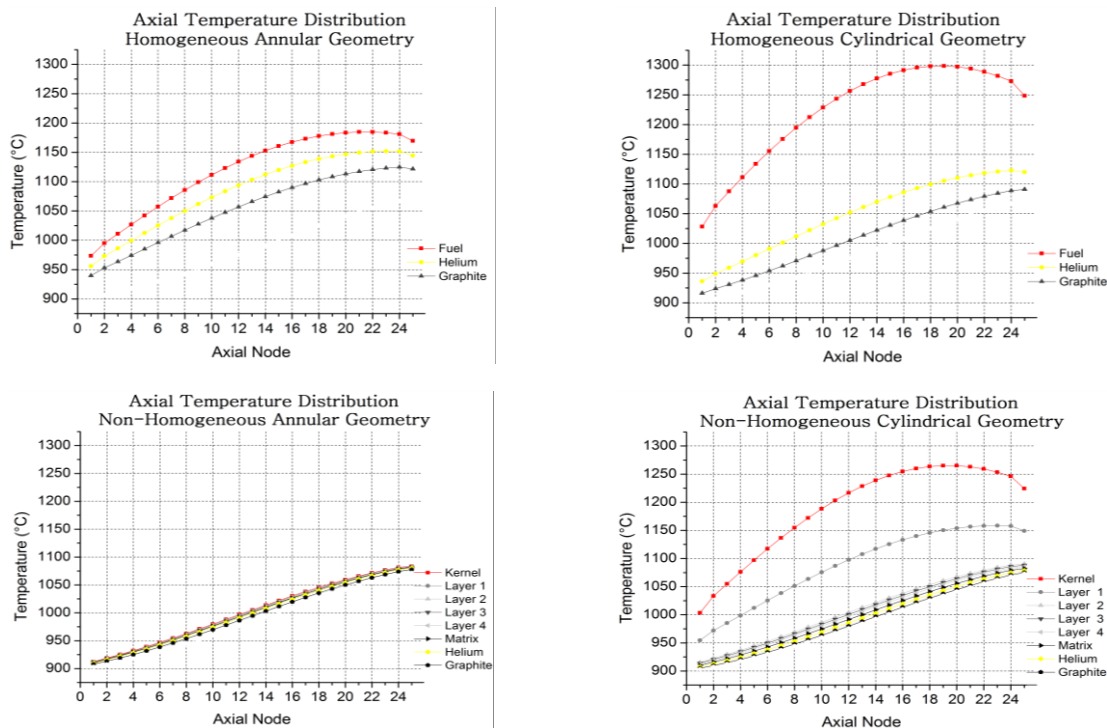 Axial Temperature Distribution
Homogeneous Annular Geometry
1300
1250
1200
1150
1100
1050
1000
950
900
Temperature (°C)
Fuel
Helium
Graphite
0 2 4 6 8 10 12 14 16 18 20 22 24
Axial Node
Axial Temperature Distribution
Homogeneous Cylindrical Geometry
1300
1250
1200
1150
1100
1050
1000
950
900
Temperature (°C)
Fuel
Helium
Graphite
0 2 4 6 8 10 12 14 16 18 20 22 24
Axial Node
Axial Temperature Distribution
Non-Homogeneous Annular Geometry
1300
1250
1200
1150
1100
1050
1000
950
900
Temperature (°C)
Kernel
Layer 1
Layer 2
Layer 3
Layer 4
Matrix
Helium
Graphite
0 2 4 6 8 10 12 14 16 18 20 22 24
Axial Node
Axial Temperature Distribution
Non-Homogeneous Cylindrical Geometry
1300
1250
1200
1150
1100
1050
1000
950
900
Temperature (°C)
Kernel
Layer 1
Layer 2
Layer 3
Layer 4
Matrix
Helium
Graphite
0 2 4 6 8 10 12 14 16 18 20 22 24
Axial Node